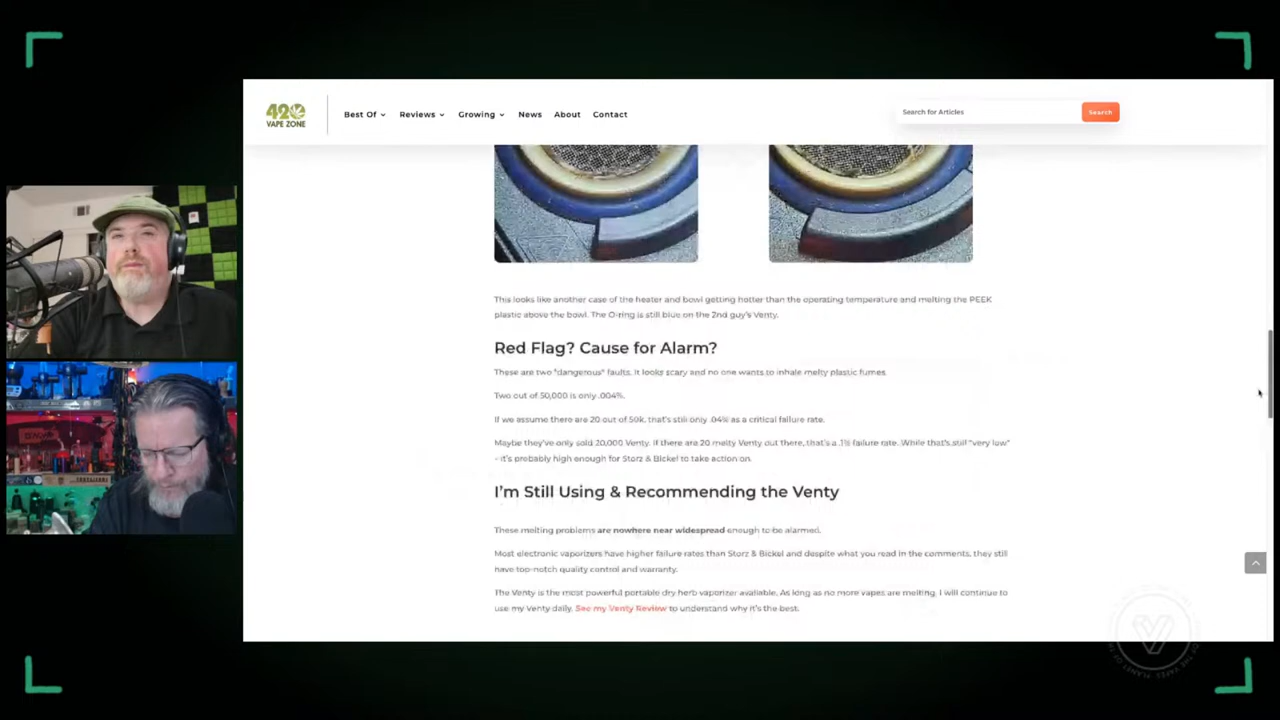 420
VAPE ZONE
Best Of
Reviews
Growing
News
About
Contact
Search for Articles
Search
This looks like another case of the heater and bowl getting hotter than the operating temperature and melting the PEEK
plastic above the bowl. The O-ring is still blue on the 2nd guy's Venty.
Red Flag? Cause for Alarm?
These are two "dangerous" faults. It looks scary and no one wants to inhale melty plastic fumes.
Two out of 50,000 is only .004%.
If we assume there are 20 out of 50k, that's still only .04% as a critical failure rate.
Maybe they've only sold 20,000 Venty. If there are 20 melty Venty out there, that's a .1% failure rate. While that's still "very low"
- it's probably high enough for Storz & Bickel to take action on.
I'm Still Using & Recommending the Venty
These melting problems are nowhere near widespread enough to be alarmed.
Most electronic vaporizers have higher failure rates than Storz & Bickel and despite what you read in the comments, they still
have top-notch quality control and warranty.
The Venty is the most powerful portable dry herb vaporizer available. As long as no more vapes are melting, I will continue to
use my Venty daily. See my Venty Review to understand why it's the best.